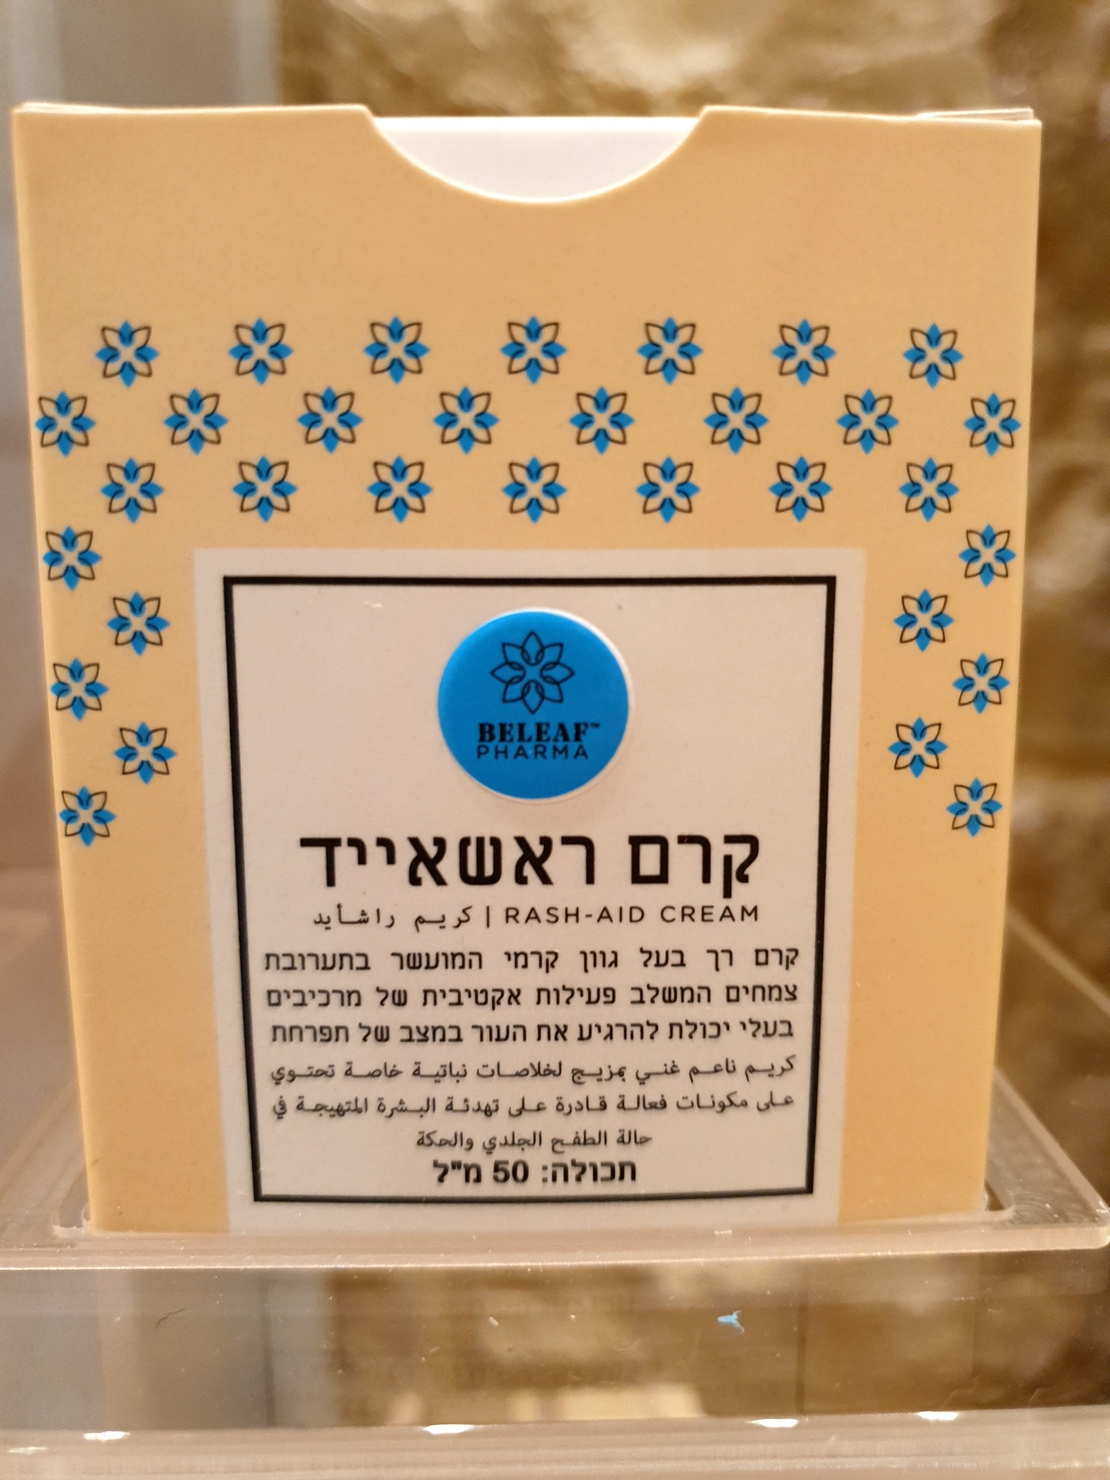 BELEAF™
PHARMA
קרם ראשאייד
RASH-AID CREAM | كريم راشأيد
קרם רך בעל גוון קרמי המועשר בתערובת
צמחים המשלב פעילות אקטיבית של מרכיבים
בעלי יכולת להרגיע את העור במצב של תפרחת
كريم ناعم غني بمزيج لخلاصات نباتية خاصة تحتوي
على مكونات فعالة قادرة على تهدئة البشرة المتهيجة في
حالة الطفح الجلدي والحكة
תכולה: 50 מ"ל